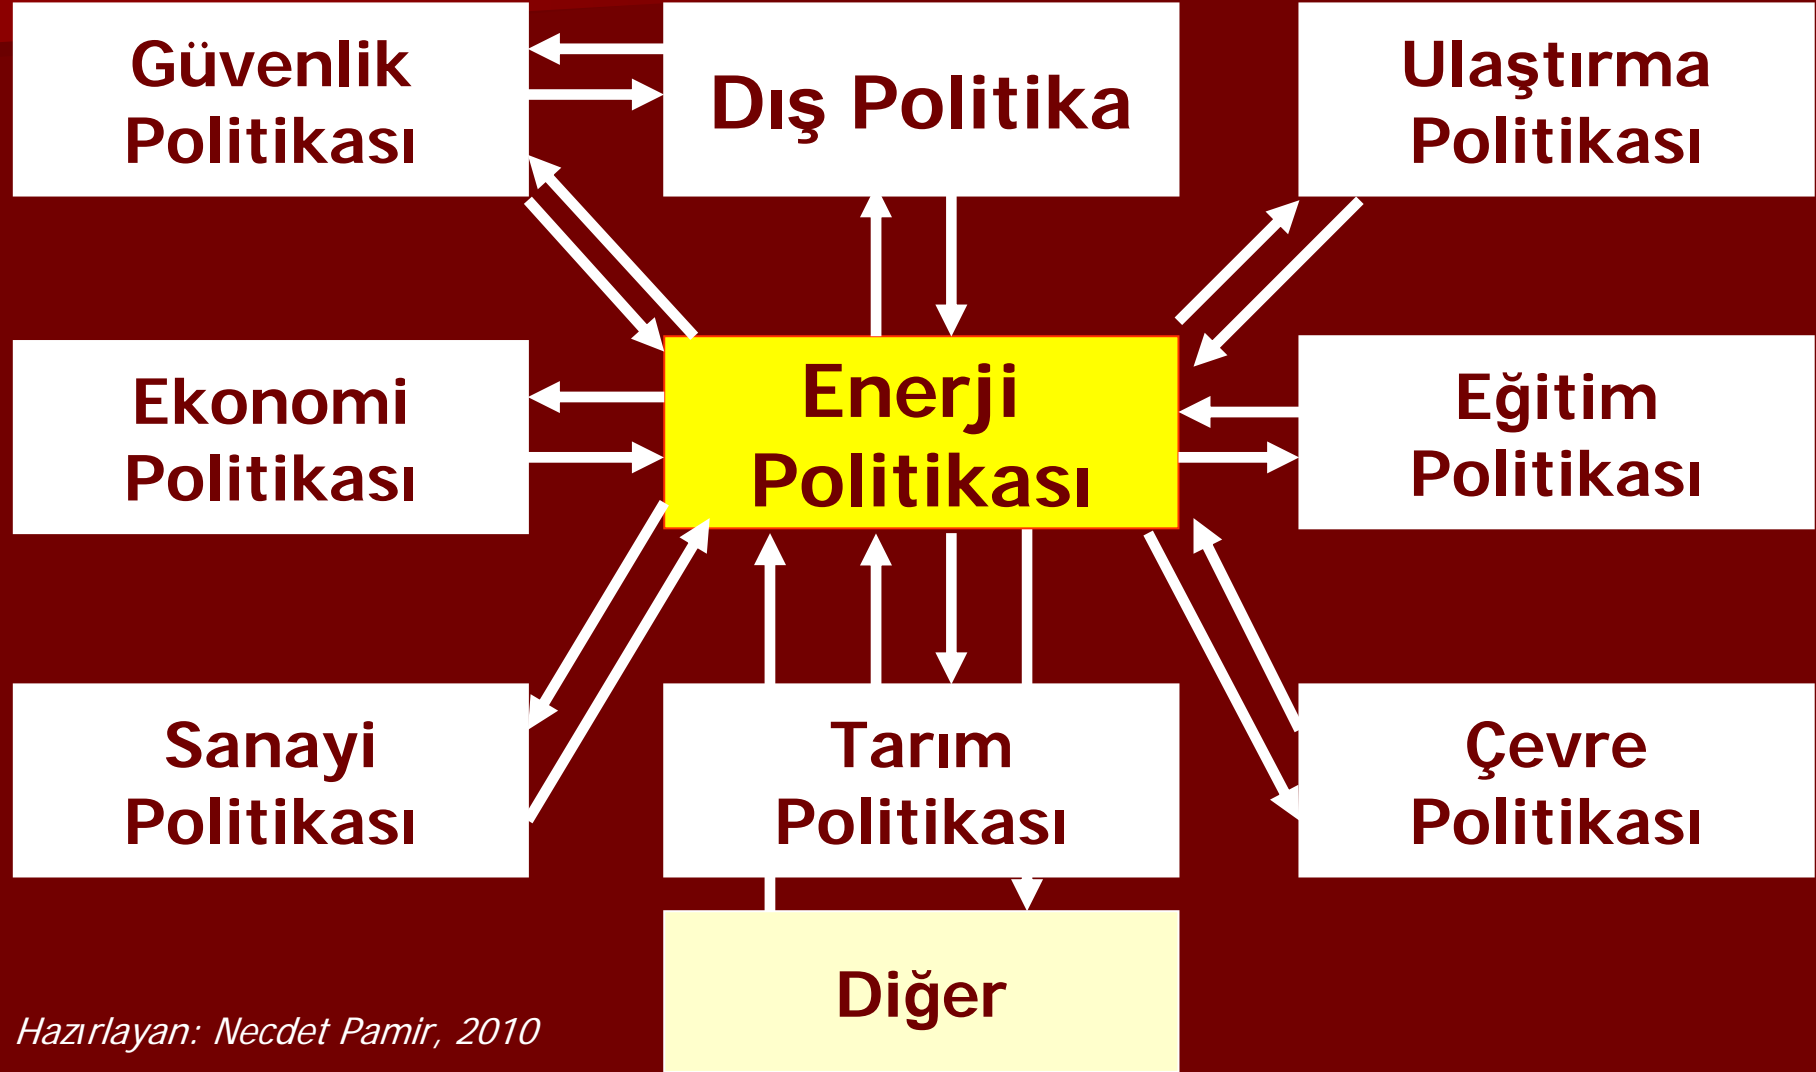 Güvenlik
Politikası
Dış Politika
Ulaştırma
Politikası
Ekonomi
Politikası
Enerji
Politikası
Eğitim
Politikası
Sanayi
Politikası
Tarım
Politikası
Çevre
Politikası
Diğer
Hazırlayan: Necdet Pamir, 2010